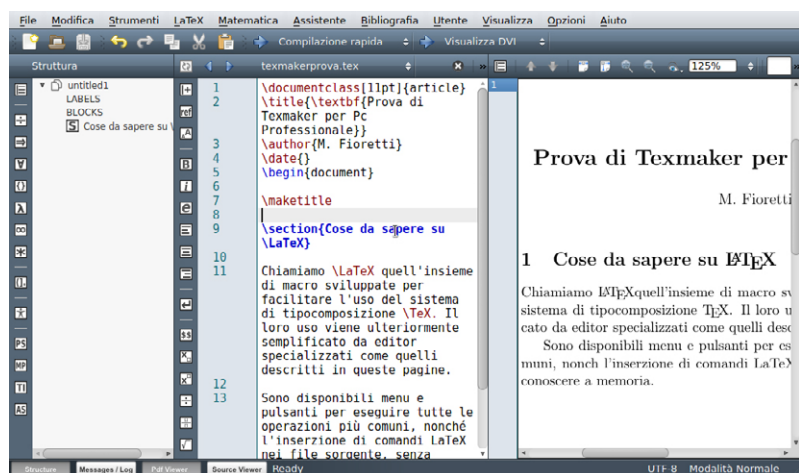 File Modifica Strumenti LaTeX Matematica Assistente Bibliografia Utente Visualizza Opzioni Aiuto
Compilazione rapida Visualizza DVI
Struttura texmakerprova.tex 125%
untitled1
LABELS
BLOCKS
Cose da sapere su \
1 \documentclass[11pt]{article}
2 \title{\textbf{Prova di
Texmaker per Pc
Professionale}}
3 \author{M. Fioretti}
4 \date{}
5 \begin{document}
6
7 \maketitle
8
9 \section{Cose da sapere su
\LaTeX}
10
11 Chiamiamo \LaTeX quell'insieme
di macro sviluppate per
facilitare l'uso del sistema
di tipocomposizione \TeX. Il
loro uso viene ulteriormente
semplificato da editor
specializzati come quelli
descritti in queste pagine.
12
13 Sono disponibili menu e
pulsanti per eseguire tutte le
operazioni più comuni, nonché
l'inserzione di comandi LaTeX
nei file sorgente, senza
1
Prova di Texmaker per
M. Fioretti
1 Cose da sapere su LATEX
Chiamiamo LATEXquell'insieme di macro sv
sistema di tipocomposizione TEX. Il loro u
cato da editor specializzati come quelli desc
Sono disponibili menu e pulsanti per es
muni, nonch l'inserzione di comandi LaTeX
conoscere a memoria.
Structure Messages / Log Pdf Viewer Source Viewer Ready UTF-8 Modalità Normale